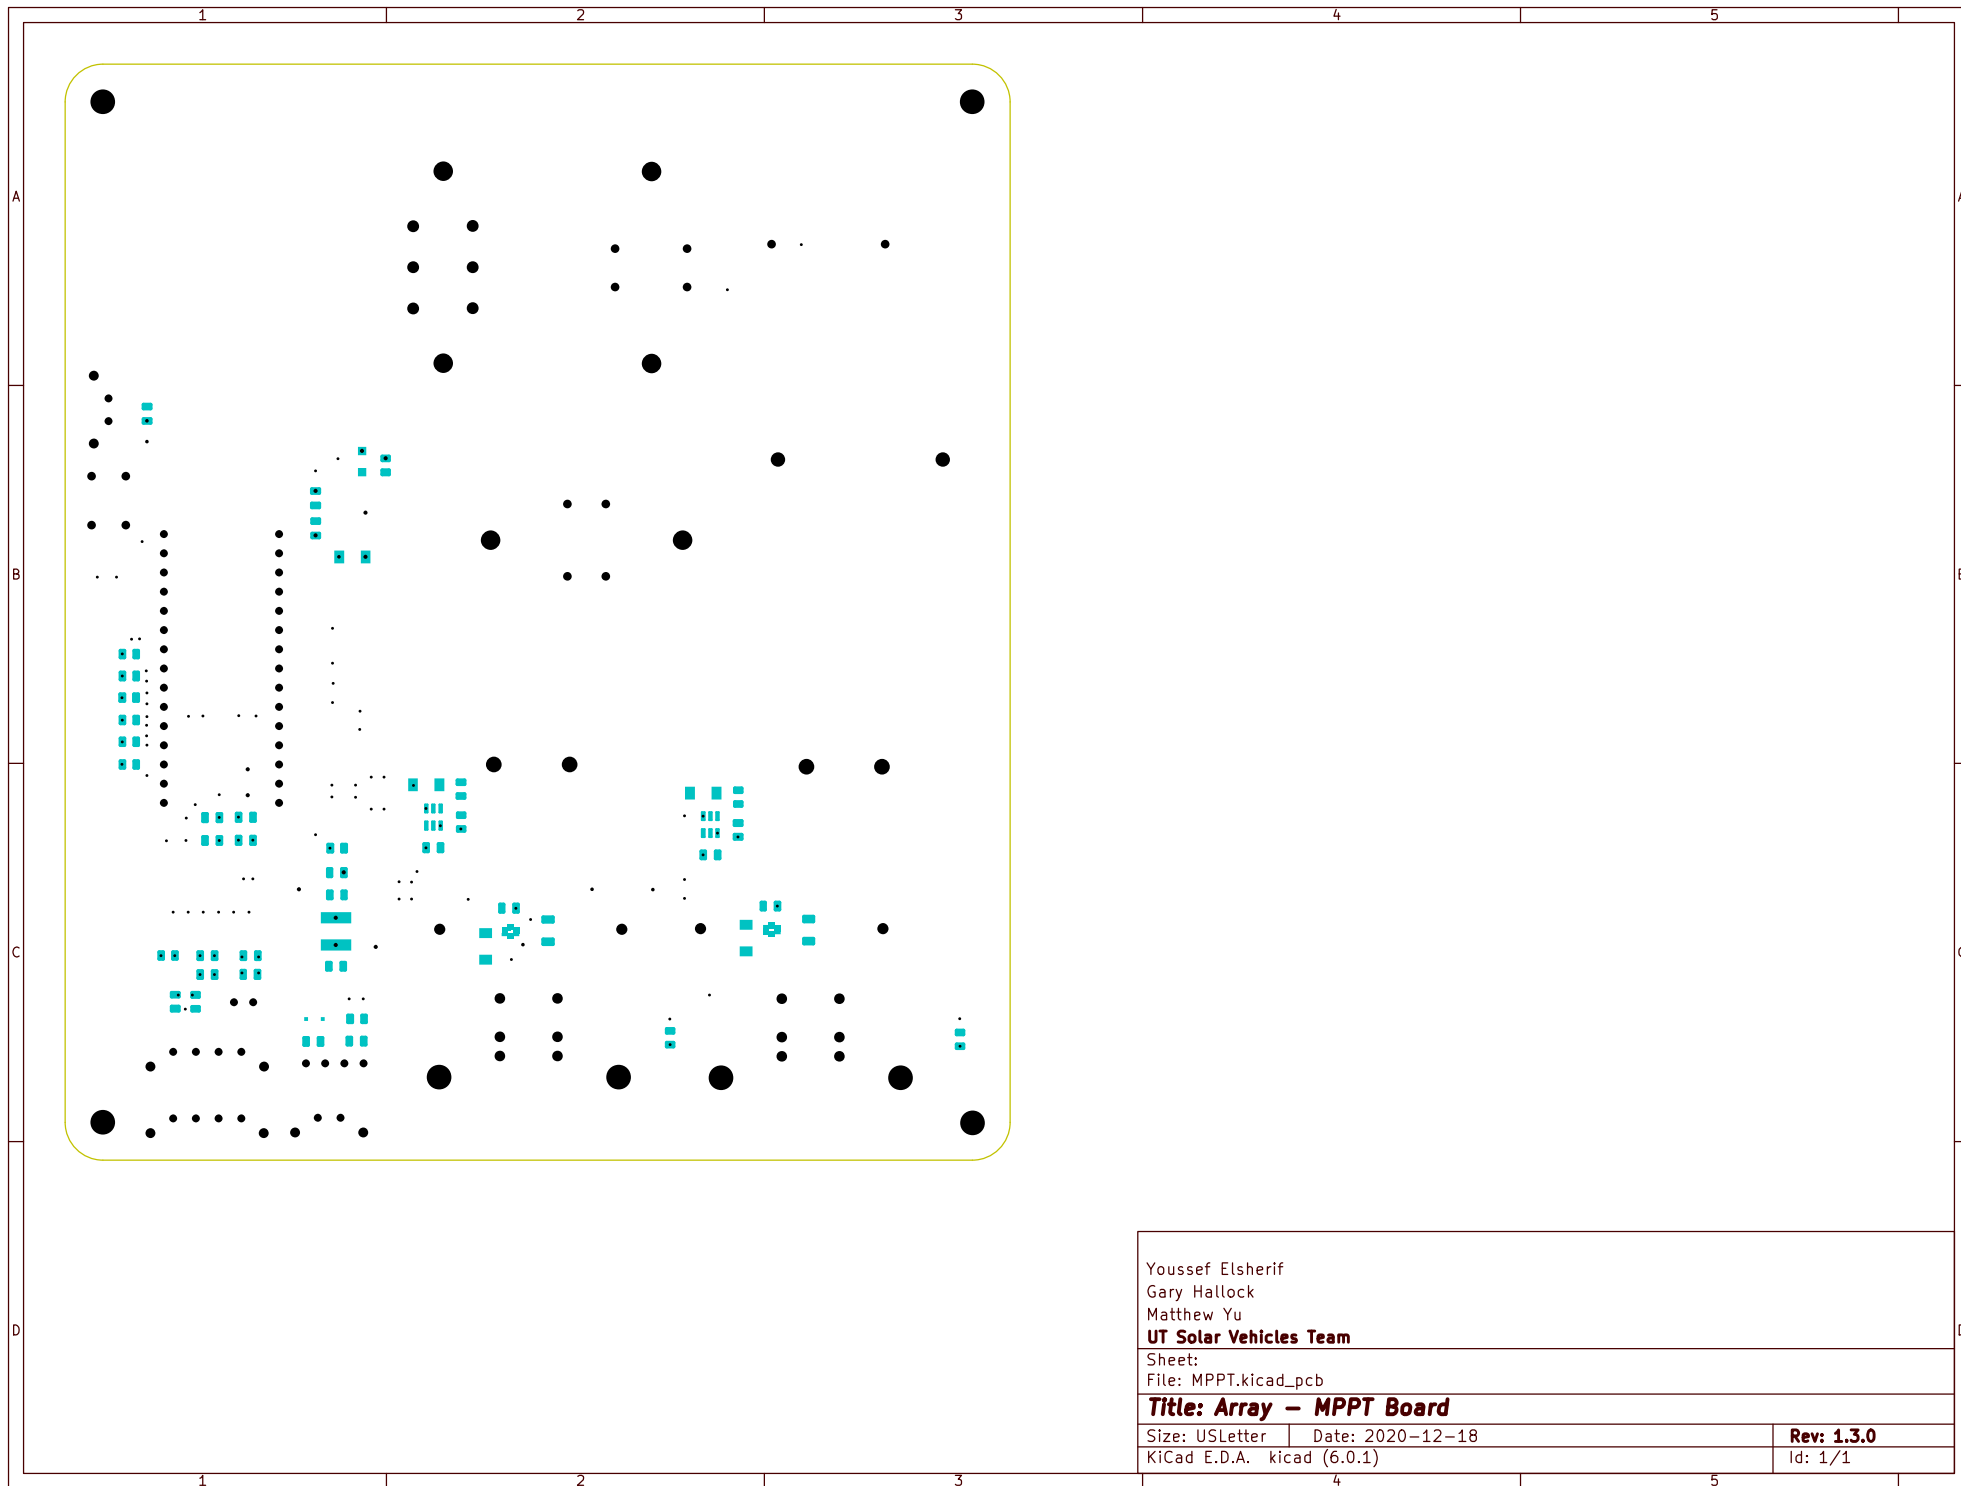 1 2 3 4 5
A A
B B
C C
D D
Youssef Elsherif
Gary Hallock
Matthew Yu
UT Solar Vehicles Team
Sheet:
File: MPPT.kicad_pcb
Title: Array – MPPT Board
Size: USLetter Date: 2020-12-18 Rev: 1.3.0
KiCad E.D.A. kicad (6.0.1) Id: 1/1
1 2 3 4 5